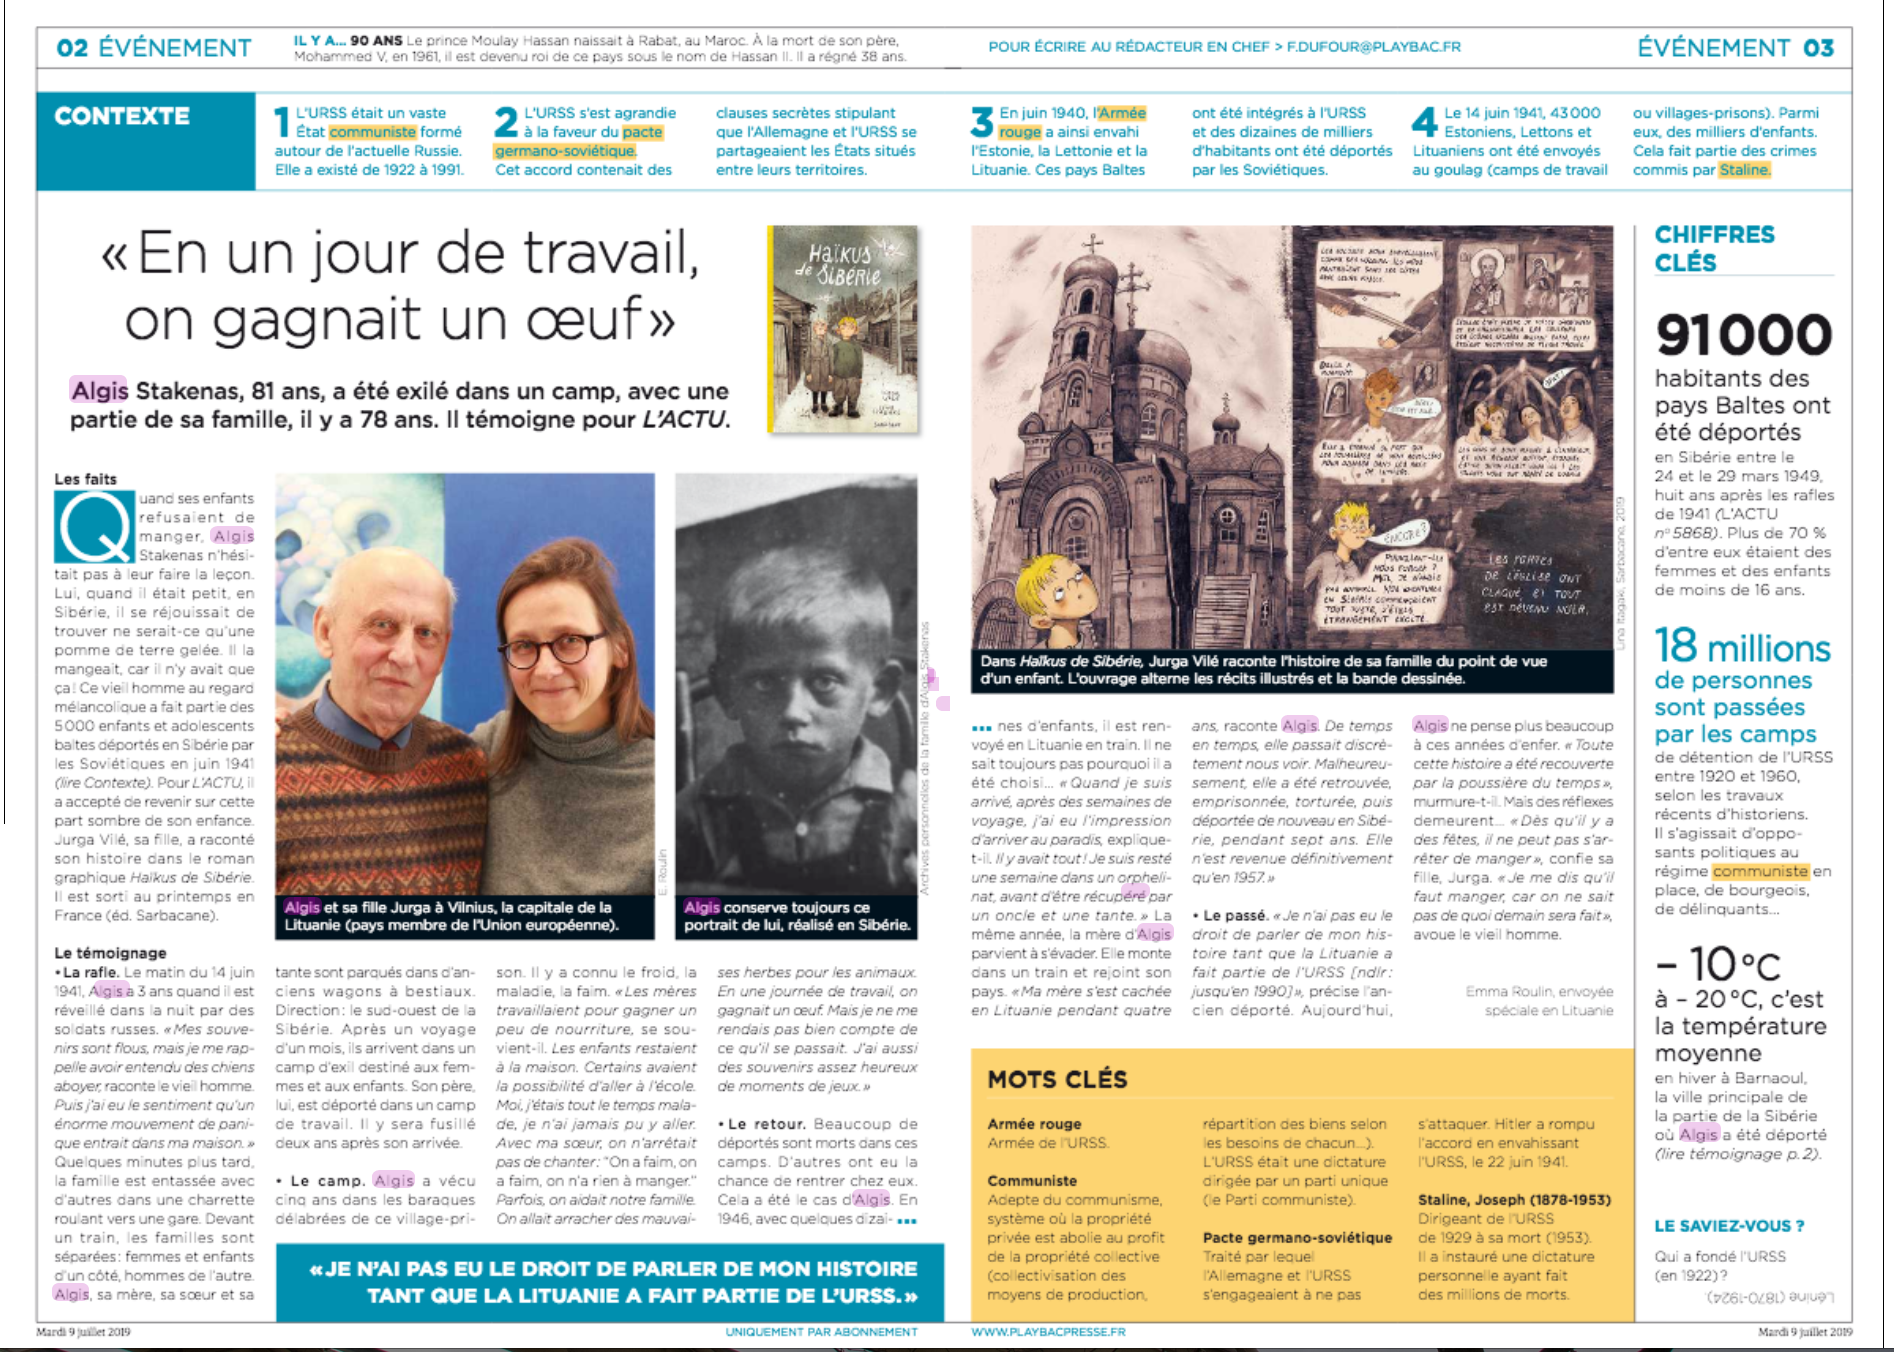 02 ÉVÉNEMENT
IL Y A... 90 ANS Le prince Moulay Hassan naissait à Rabat, au Maroc. À la mort de son père,
Mohammed V, en 1961, il est devenu roi de ce pays sous le nom de Hassan II. Il a régné 38 ans.
POUR ÉCRIRE AU RÉDACTEUR EN CHEF > F.DUFOUR@PLAYBAC.FR
ÉVÉNEMENT 03
CONTEXTE
1 L'URSS était un vaste
État communiste formé
autour de l'actuelle Russie.
Elle a existé de 1922 à 1991.
2 L'URSS s'est agrandie
à la faveur du pacte
germano-soviétique.
Cet accord contenait des
clauses secrètes stipulant
que l'Allemagne et l'URSS se
partageaient les États situés
entre leurs territoires.
3 En juin 1940, l'Armée
rouge a ainsi envahi
l'Estonie, la Lettonie et la
Lituanie. Ces pays Baltes
ont été intégrés à l'URSS
et des dizaines de milliers
d'habitants ont été déportés
par les Soviétiques.
4 Le 14 juin 1941, 43 000
Estoniens, Lettons et
Lituaniens ont été envoyés
au goulag (camps de travail
ou villages-prisons). Parmi
eux, des milliers d'enfants.
Cela fait partie des crimes
commis par Staline.
« En un jour de travail,
on gagnait un œuf »
Algis Stakenas, 81 ans, a été exilé dans un camp, avec une
partie de sa famille, il y a 78 ans. Il témoigne pour L'ACTU.
HaïKUS
de SiBÉRiE
Les faits
Quand ses enfants
refusaient de
manger, Algis
Stakenas n'hési-
tait pas à leur faire la leçon.
Lui, quand il était petit, en
Sibérie, il se réjouissait de
trouver ne serait-ce qu'une
pomme de terre gelée. Il la
mangeait, car il n'y avait que
ça ! Ce vieil homme au regard
mélancolique a fait partie des
5 000 enfants et adolescents
baltes déportés en Sibérie par
les Soviétiques en juin 1941
(lire Contexte). Pour L'ACTU, il
a accepté de revenir sur cette
part sombre de son enfance.
Jurga Vilé, sa fille, a raconté
son histoire dans le roman
graphique Haïkus de Sibérie.
Il est sorti au printemps en
France (éd. Sarbacane).
E. Roulin
Algis et sa fille Jurga à Vilnius, la capitale de la
Lituanie (pays membre de l'Union européenne).
Archives personnelles de la famille d'Algis Stakenas
Algis conserve toujours ce
portrait de lui, réalisé en Sibérie.
Le témoignage
• La rafle. Le matin du 14 juin
1941, Algis a 3 ans quand il est
réveillé dans la nuit par des
soldats russes. « Mes souve-
nirs sont flous, mais je me rap-
pelle avoir entendu des chiens
aboyer, raconte le vieil homme.
Puis j'ai eu le sentiment qu'un
énorme mouvement de pani-
que entrait dans ma maison. »
Quelques minutes plus tard,
la famille est entassée avec
d'autres dans une charrette
roulant vers une gare. Devant
un train, les familles sont
séparées : femmes et enfants
d'un côté, hommes de l'autre.
Algis, sa mère, sa sœur et sa
tante sont parqués dans d'an-
ciens wagons à bestiaux.
Direction : le sud-ouest de la
Sibérie. Après un voyage
d'un mois, ils arrivent dans un
camp d'exil destiné aux fem-
mes et aux enfants. Son père,
lui, est déporté dans un camp
de travail. Il y sera fusillé
deux ans après son arrivée.
• Le camp. Algis a vécu
cinq ans dans les baraques
délabrées de ce village-pri-
son. Il y a connu le froid, la
maladie, la faim. « Les mères
travaillaient pour gagner un
peu de nourriture, se sou-
vient-il. Les enfants restaient
à la maison. Certains avaient
la possibilité d'aller à l'école.
Moi, j'étais tout le temps mala-
de, je n'ai jamais pu y aller.
Avec ma sœur, on n'arrêtait
pas de chanter : "On a faim, on
a faim, on n'a rien à manger."
Parfois, on aidait notre famille.
On allait arracher des mauvai-
ses herbes pour les animaux.
En une journée de travail, on
gagnait un œuf. Mais je ne me
rendais pas bien compte de
ce qu'il se passait. J'ai aussi
des souvenirs assez heureux
de moments de jeux. »
• Le retour. Beaucoup de
déportés sont morts dans ces
camps. D'autres ont eu la
chance de rentrer chez eux.
Cela a été le cas d'Algis. En
1946, avec quelques dizai- ...
« JE N'AI PAS EU LE DROIT DE PARLER DE MON HISTOIRE
TANT QUE LA LITUANIE A FAIT PARTIE DE L'URSS. »
ENCORE ?
LES PORTES
DE L'ÉGLISE ONT
CLAQUÉ, ET TOUT
EST DEVENU NOIR.
Lina Itagaki, Sarbacane, 2019
Dans Haïkus de Sibérie, Jurga Vilé raconte l'histoire de sa famille du point de vue
d'un enfant. L'ouvrage alterne les récits illustrés et la bande dessinée.
... nes d'enfants, il est ren-
voyé en Lituanie en train. Il ne
sait toujours pas pourquoi il a
été choisi... « Quand je suis
arrivé, après des semaines de
voyage, j'ai eu l'impression
d'arriver au paradis, explique-
t-il. Il y avait tout ! Je suis resté
une semaine dans un orpheli-
nat, avant d'être récupéré par
un oncle et une tante. » La
même année, la mère d'Algis
parvient à s'évader. Elle monte
dans un train et rejoint son
pays. « Ma mère s'est cachée
en Lituanie pendant quatre
ans, raconte Algis. De temps
en temps, elle passait discrè-
tement nous voir. Malheureu-
sement, elle a été retrouvée,
emprisonnée, torturée, puis
déportée de nouveau en Sibé-
rie, pendant sept ans. Elle
n'est revenue définitivement
qu'en 1957. »
• Le passé. « Je n'ai pas eu le
droit de parler de mon his-
toire tant que la Lituanie a
fait partie de l'URSS [ndlr :
jusqu'en 1990] », précise l'an-
cien déporté. Aujourd'hui,
Algis ne pense plus beaucoup
à ces années d'enfer. « Toute
cette histoire a été recouverte
par la poussière du temps »,
murmure-t-il. Mais des réflexes
demeurent... « Dès qu'il y a
des fêtes, il ne peut pas s'ar-
rêter de manger », confie sa
fille, Jurga. « Je me dis qu'il
faut manger, car on ne sait
pas de quoi demain sera fait »,
avoue le vieil homme.
Emma Roulin, envoyée
spéciale en Lituanie
MOTS CLÉS
Armée rouge
Armée de l'URSS.
Communiste
Adepte du communisme,
système où la propriété
privée est abolie au profit
de la propriété collective
(collectivisation des
moyens de production,
répartition des biens selon
les besoins de chacun...).
L'URSS était une dictature
dirigée par un parti unique
(le Parti communiste).
Pacte germano-soviétique
Traité par lequel
l'Allemagne et l'URSS
s'engageaient à ne pas
s'attaquer. Hitler a rompu
l'accord en envahissant
l'URSS, le 22 juin 1941.
Staline, Joseph (1878-1953)
Dirigeant de l'URSS
de 1929 à sa mort (1953).
Il a instauré une dictature
personnelle ayant fait
des millions de morts.
CHIFFRES
CLÉS
91 000
habitants des
pays Baltes ont
été déportés
en Sibérie entre le
24 et le 29 mars 1949,
huit ans après les rafles
de 1941 (L'ACTU
n° 5868). Plus de 70 %
d'entre eux étaient des
femmes et des enfants
de moins de 16 ans.
18 millions
de personnes
sont passées
par les camps
de détention de l'URSS
entre 1920 et 1960,
selon les travaux
récents d'historiens.
Il s'agissait d'oppo-
sants politiques au
régime communiste en
place, de bourgeois,
de délinquants...
– 10 °C
à – 20 °C, c'est
la température
moyenne
en hiver à Barnaoul,
la ville principale de
la partie de la Sibérie
où Algis a été déporté
(lire témoignage p. 2).
LE SAVIEZ-VOUS ?
Qui a fondé l'URSS
(en 1922) ?
Lénine (1870-1924).
Mardi 9 juillet 2019
UNIQUEMENT PAR ABONNEMENT
WWW.PLAYBACPRESSE.FR
Mardi 9 juillet 2019